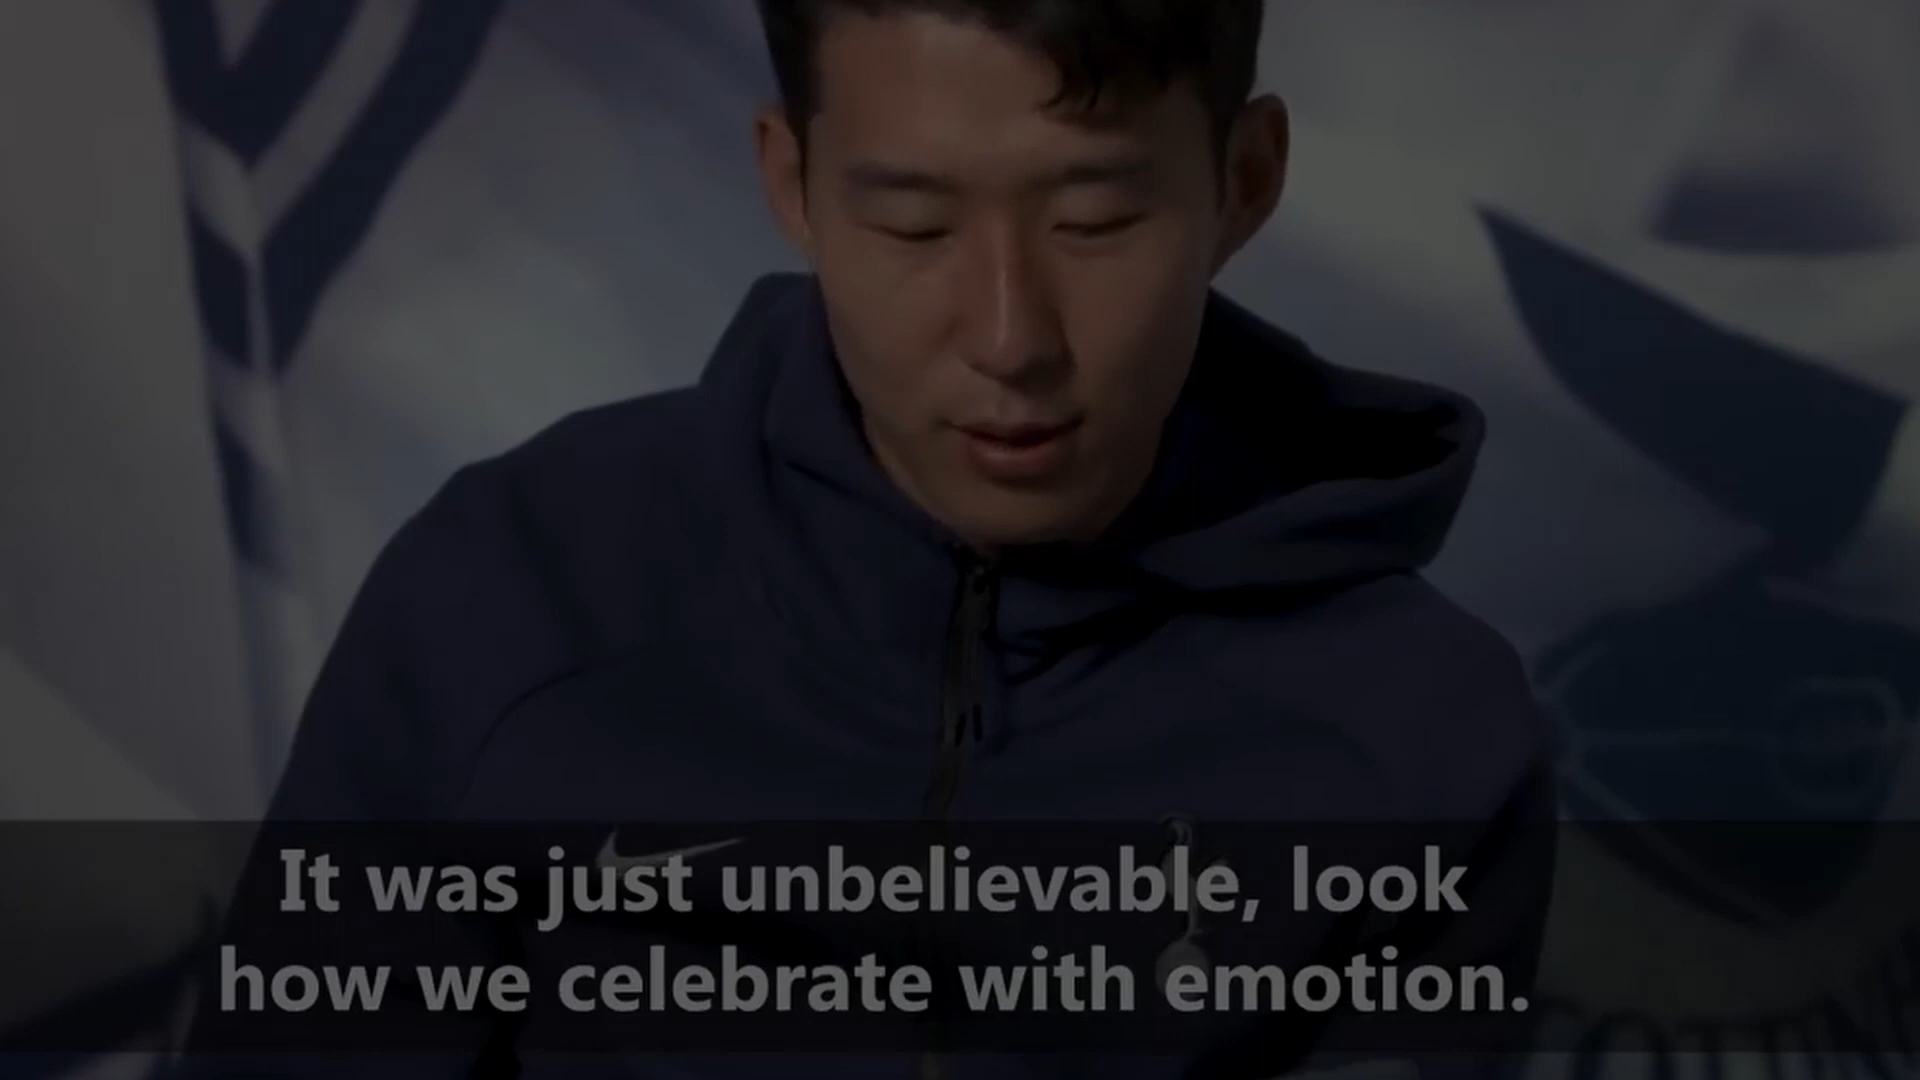 It was just unbelievable, look
how we celebrate with emotion.